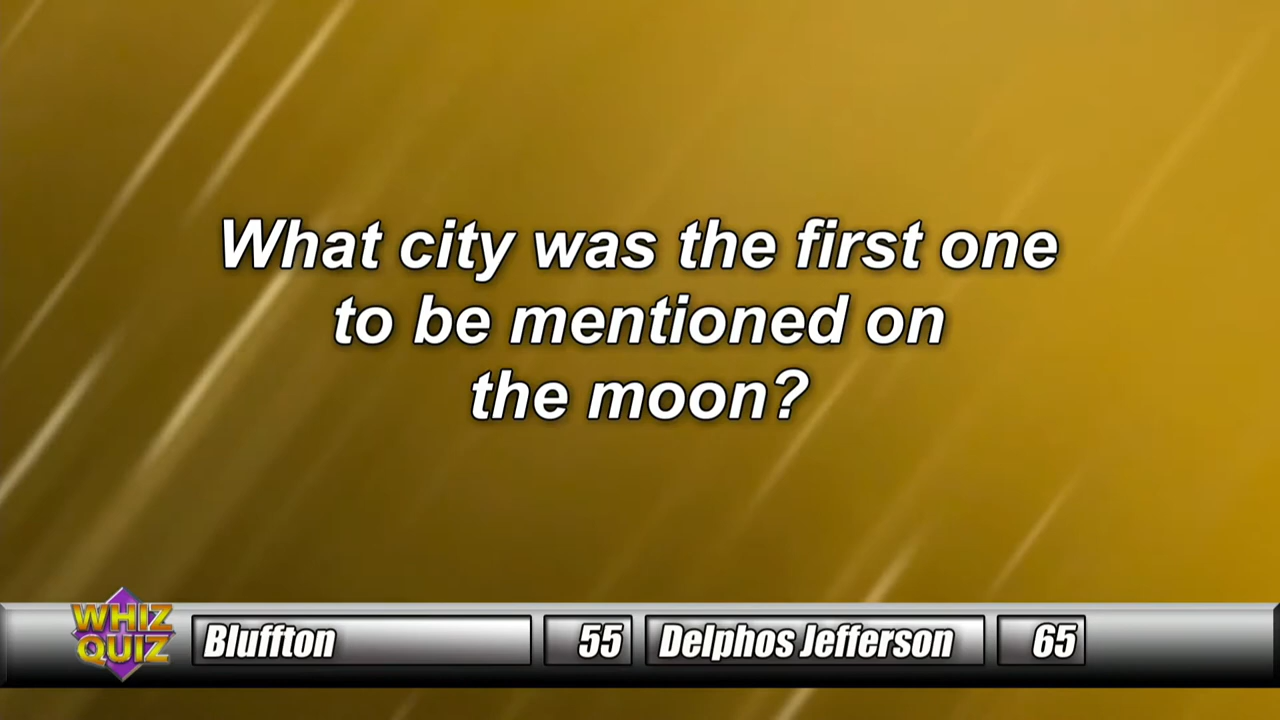 What city was the first one
to be mentioned on
the moon?
WHIZ
QUIZ
Bluffton 55 Delphos Jefferson 65